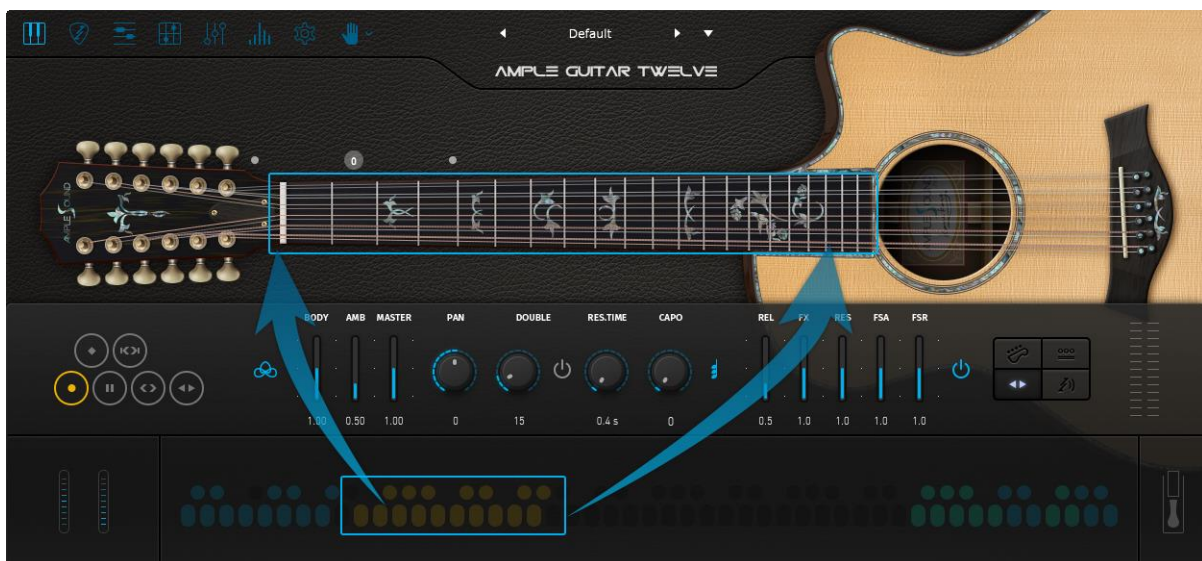 Default
AMPLE GUITAR TWELVE
0
AMPLE SOUND
BODY AMB MASTER PAN DOUBLE RES.TIME CAPO REL FX RES FSA FSR
1.00 0.50 1.00 0 15 0.4 s 0 0.5 1.0 1.0 1.0 1.0